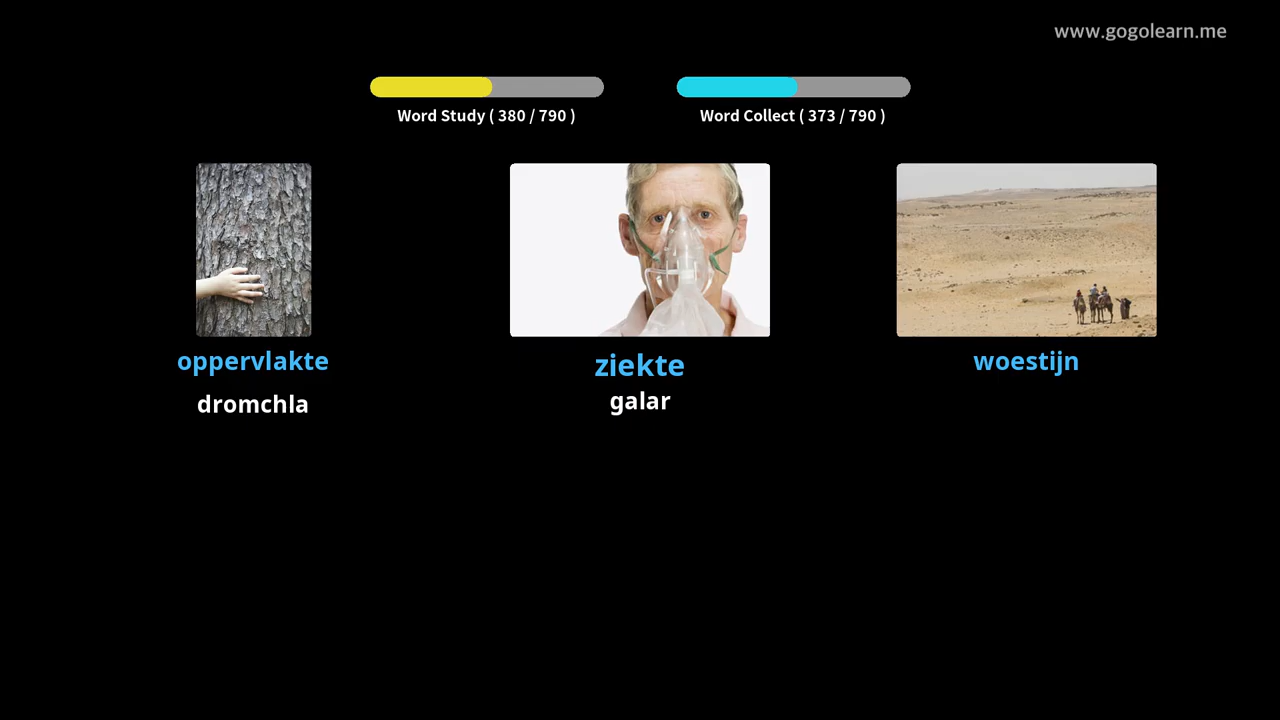 www.gogolearn.me
Word Study ( 380 / 790 )
Word Collect ( 373 / 790 )
oppervlakte
ziekte
woestijn
dromchla
galar